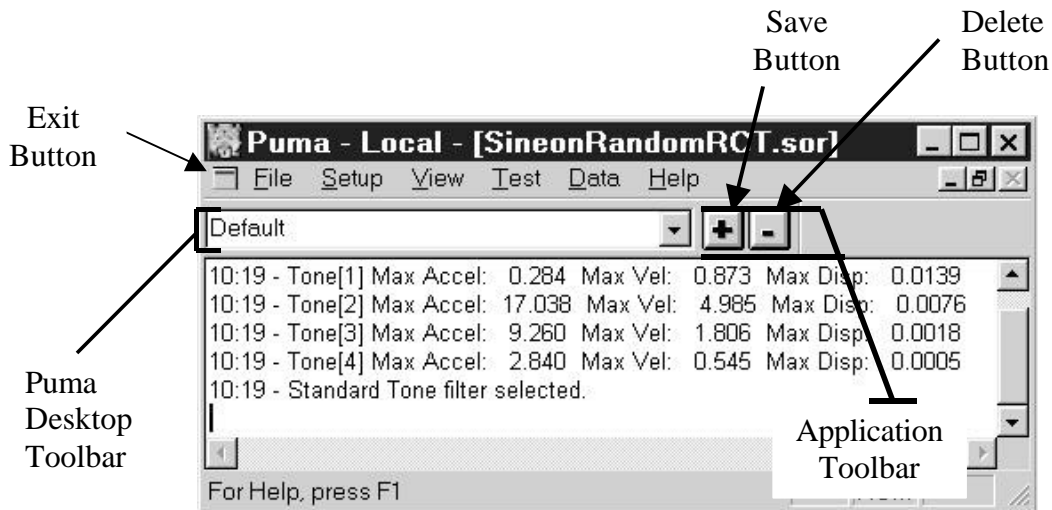 Save
Button
Delete
Button
Exit
Button
Puma - Local - [SineonRandomRCT.sor]
File Setup View Test Data Help
Default
+ -
10:19 - Tone[1] Max Accel: 0.284 Max Vel: 0.873 Max Disp: 0.0139
10:19 - Tone[2] Max Accel: 17.038 Max Vel: 4.985 Max Disp: 0.0076
10:19 - Tone[3] Max Accel: 9.260 Max Vel: 1.806 Max Disp: 0.0018
10:19 - Tone[4] Max Accel: 2.840 Max Vel: 0.545 Max Disp: 0.0005
10:19 - Standard Tone filter selected.
Puma
Desktop
Toolbar
Application
Toolbar
For Help, press F1